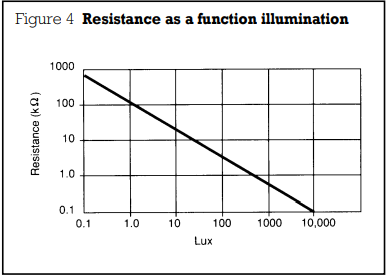 Figure 4 Resistance as a function illumination
1000
100
10
1.0
0.1
Resistance (kΩ)
0.1 1.0 10 100 1000 10,000
Lux